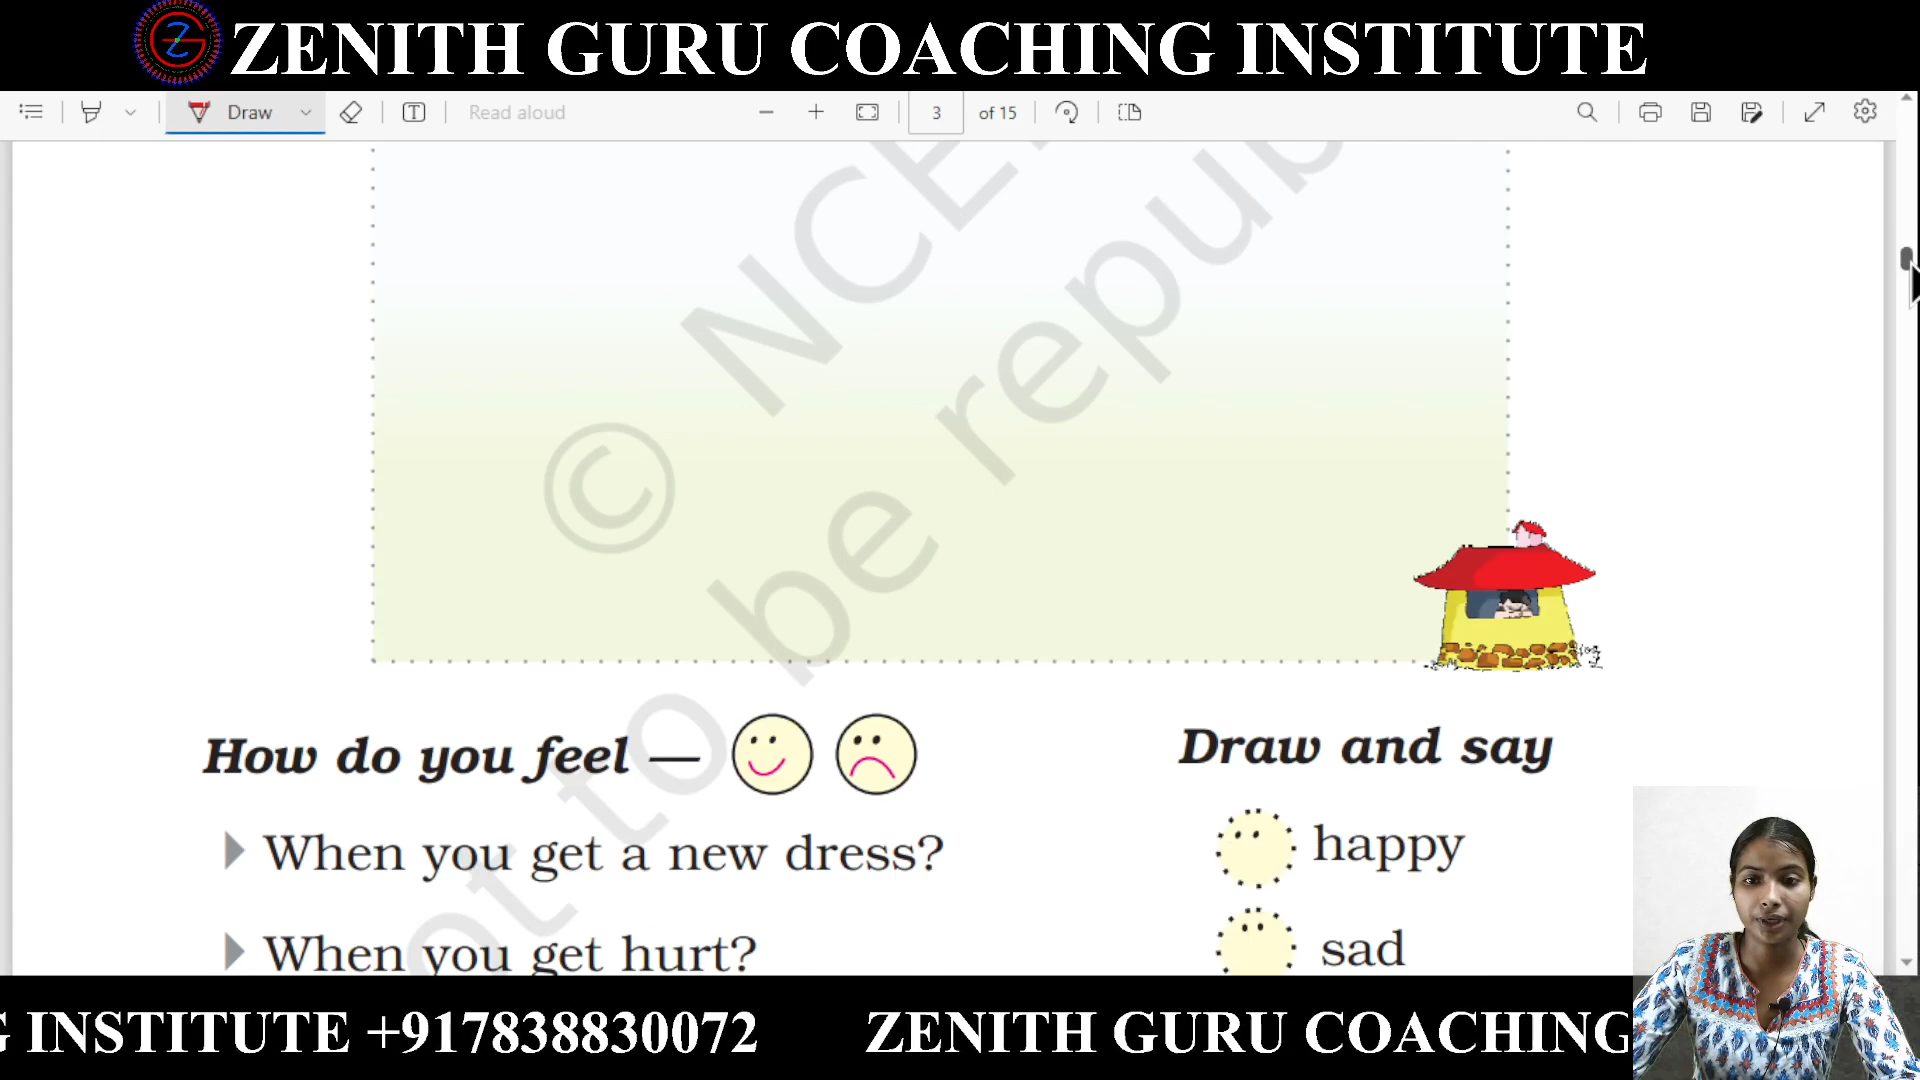 ZENITH GURU COACHING INSTITUTE
Draw
Read aloud
3 of 15
© NCE
be repub
not to
How do you feel —
When you get a new dress?
When you get hurt?
Draw and say
happy
sad
G INSTITUTE +917838830072 ZENITH GURU COACHING